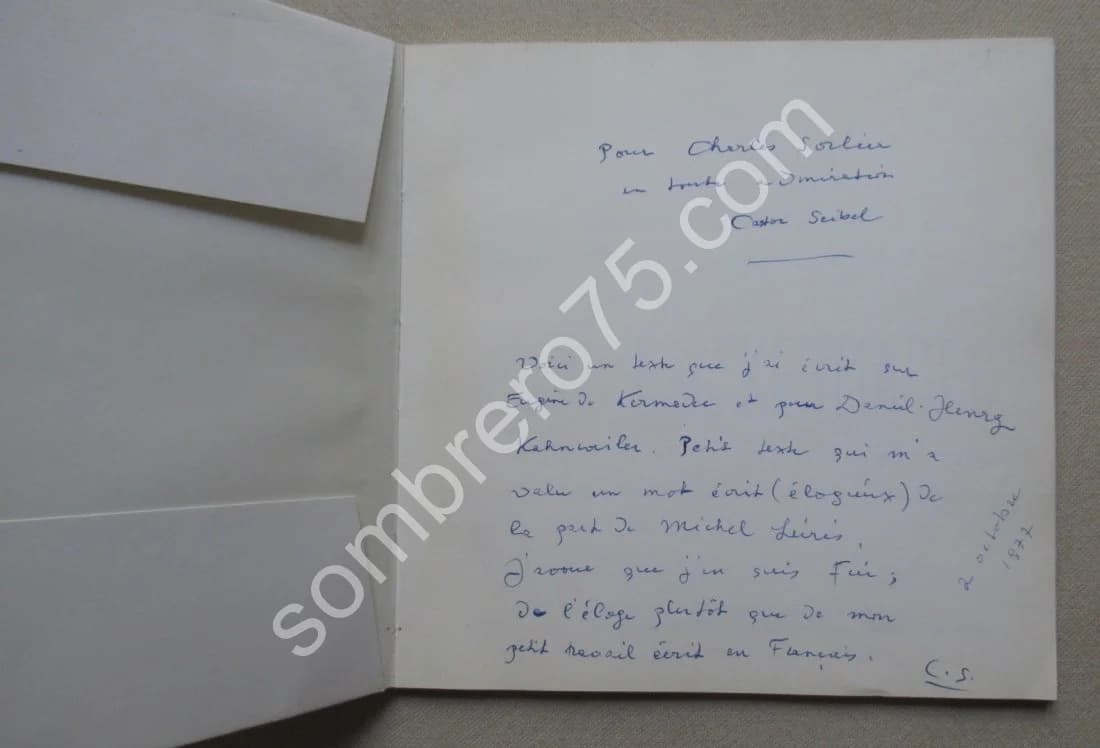 Pour Charles Sorlier
en toute admiration
Castor Seibel
Voici un texte que j'ai écrit sur
Eugène de Kermadec et pour Daniel-Henry
Kahnweiler. Petit texte qui m'a
valu un mot écrit (élogieux) de
la part de Michel Leiris.
J'avoue que j'en suis fier ;
de l'éloge plutôt que de mon
petit travail écrit en Français.
C. S.
2 octobre
1977
sombrero75.com